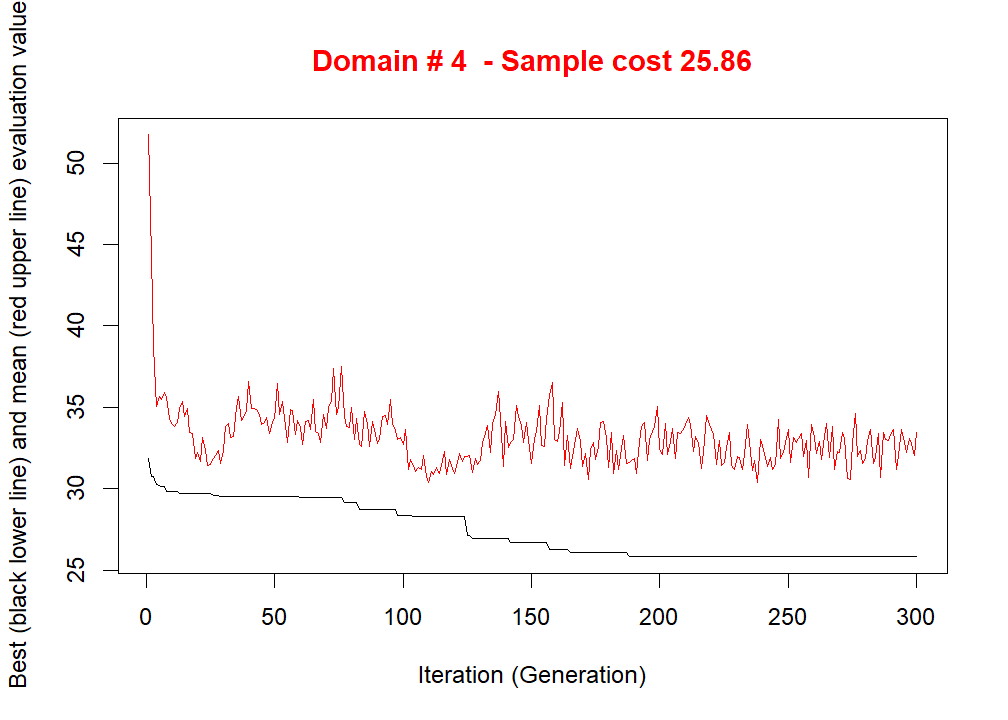 Domain # 4  - Sample cost 25.86
Best (black lower line) and mean (red upper line) evaluation value
50
45
40
35
30
25
0 50 100 150 200 250 300
Iteration (Generation)